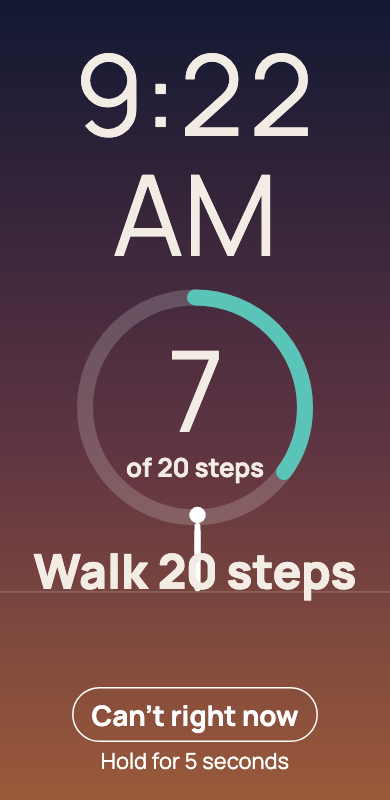 9:22
AM
7
of 20 steps
Walk 20 steps
Can't right now
Hold for 5 seconds